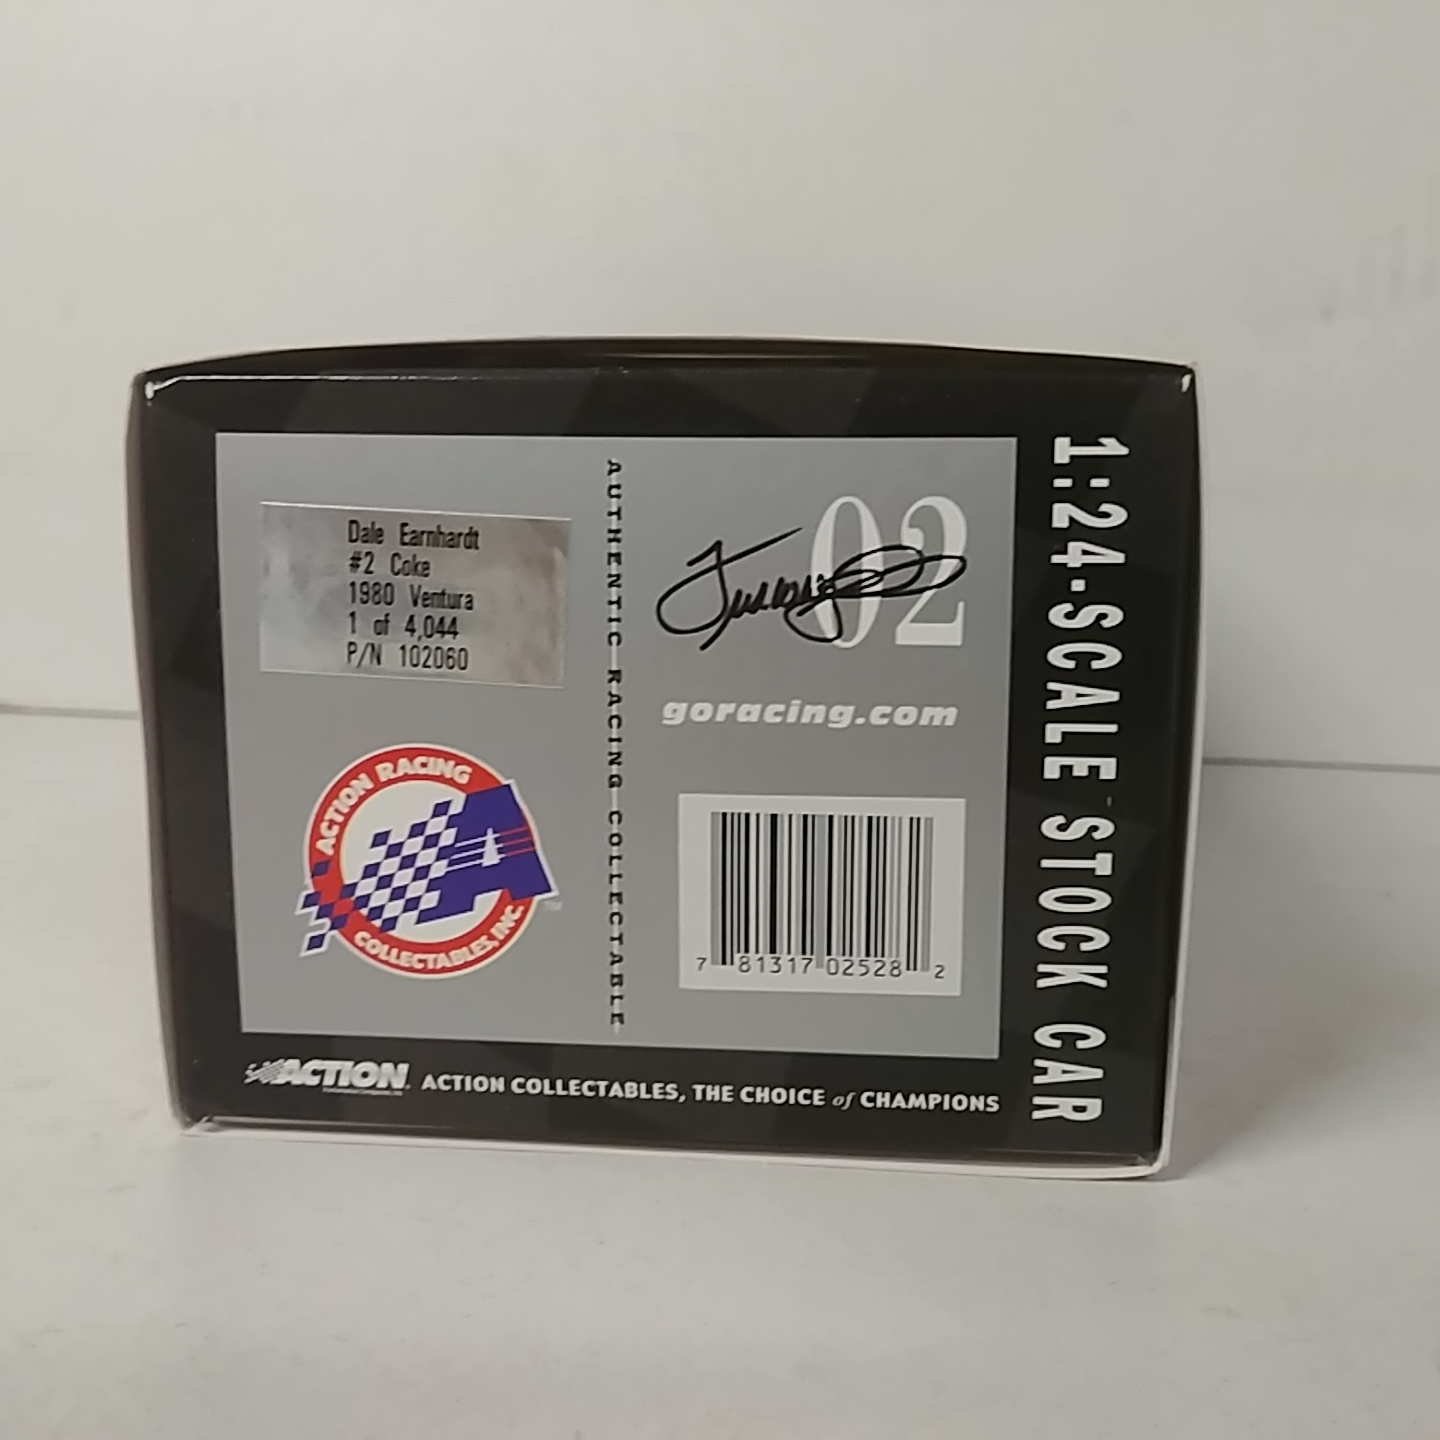 Dale Earnhardt
#2 Coke
1980 Ventura
1 of 4,044
P/N 102060
ACTION RACING
COLLECTABLES, INC.
TM
AUTHENTIC RACING COLLECTABLE
02
goracing.com
7 81317 02528 2
1:24-SCALE STOCK CAR
ACTION
ACTION COLLECTABLES, THE CHOICE of CHAMPIONS